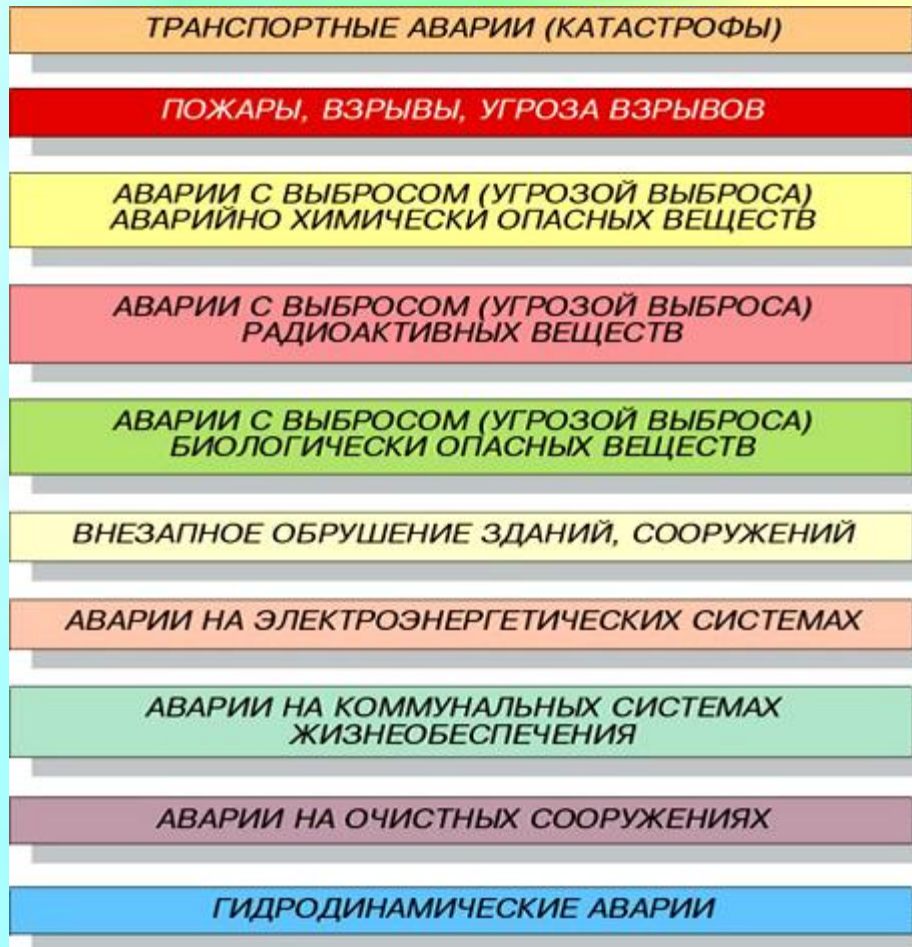 ТРАНСПОРТНЫЕ АВАРИИ (КАТАСТРОФЫ)
ПОЖАРЫ, ВЗРЫВЫ, УГРОЗА ВЗРЫВОВ
АВАРИИ С ВЫБРОСОМ (УГРОЗОЙ ВЫБРОСА)
АВАРИЙНО ХИМИЧЕСКИ ОПАСНЫХ ВЕЩЕСТВ
АВАРИИ С ВЫБРОСОМ (УГРОЗОЙ ВЫБРОСА)
РАДИОАКТИВНЫХ ВЕЩЕСТВ
АВАРИИ С ВЫБРОСОМ (УГРОЗОЙ ВЫБРОСА)
БИОЛОГИЧЕСКИ ОПАСНЫХ ВЕЩЕСТВ
ВНЕЗАПНОЕ ОБРУШЕНИЕ ЗДАНИЙ, СООРУЖЕНИЙ
АВАРИИ НА ЭЛЕКТРОЭНЕРГЕТИЧЕСКИХ СИСТЕМАХ
АВАРИИ НА КОММУНАЛЬНЫХ СИСТЕМАХ
ЖИЗНЕОБЕСПЕЧЕНИЯ
АВАРИИ НА ОЧИСТНЫХ СООРУЖЕНИЯХ
ГИДРОДИНАМИЧЕСКИЕ АВАРИИ